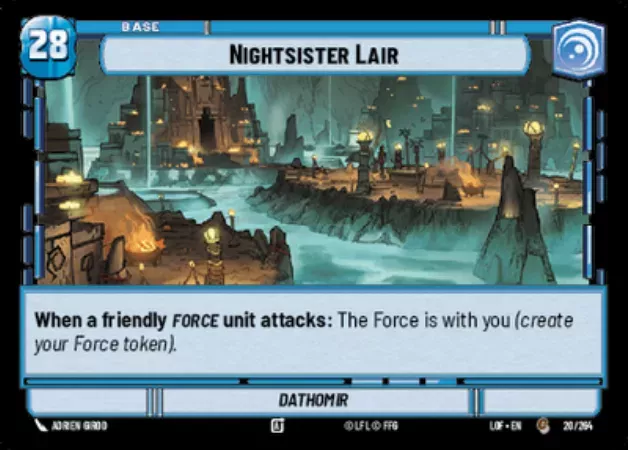 BASE
28
NIGHTSISTER LAIR
When a friendly FORCE unit attacks: The Force is with you (create
your Force token).
DATHOMIR
ADRIEN GIROD
©LFL ©FFG
LOF • EN
20/264